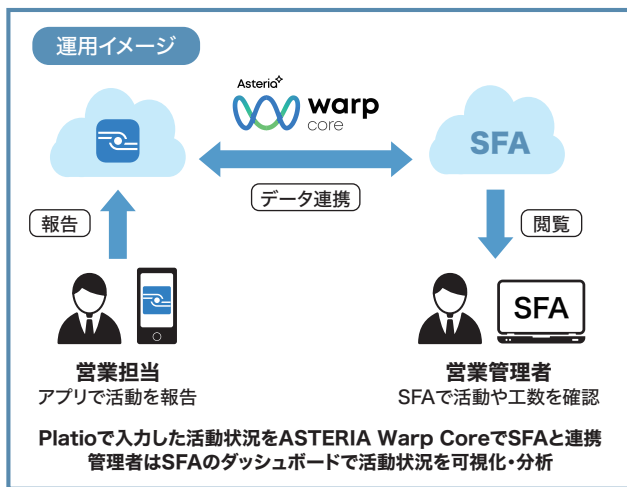 運用イメージ
Asteria
warp
core
SFA
データ連携
報告
閲覧
SFA
営業担当
アプリで活動を報告
営業管理者
SFAで活動や工数を確認
Platioで入力した活動状況をASTERIA Warp CoreでSFAと連携
管理者はSFAのダッシュボードで活動状況を可視化・分析